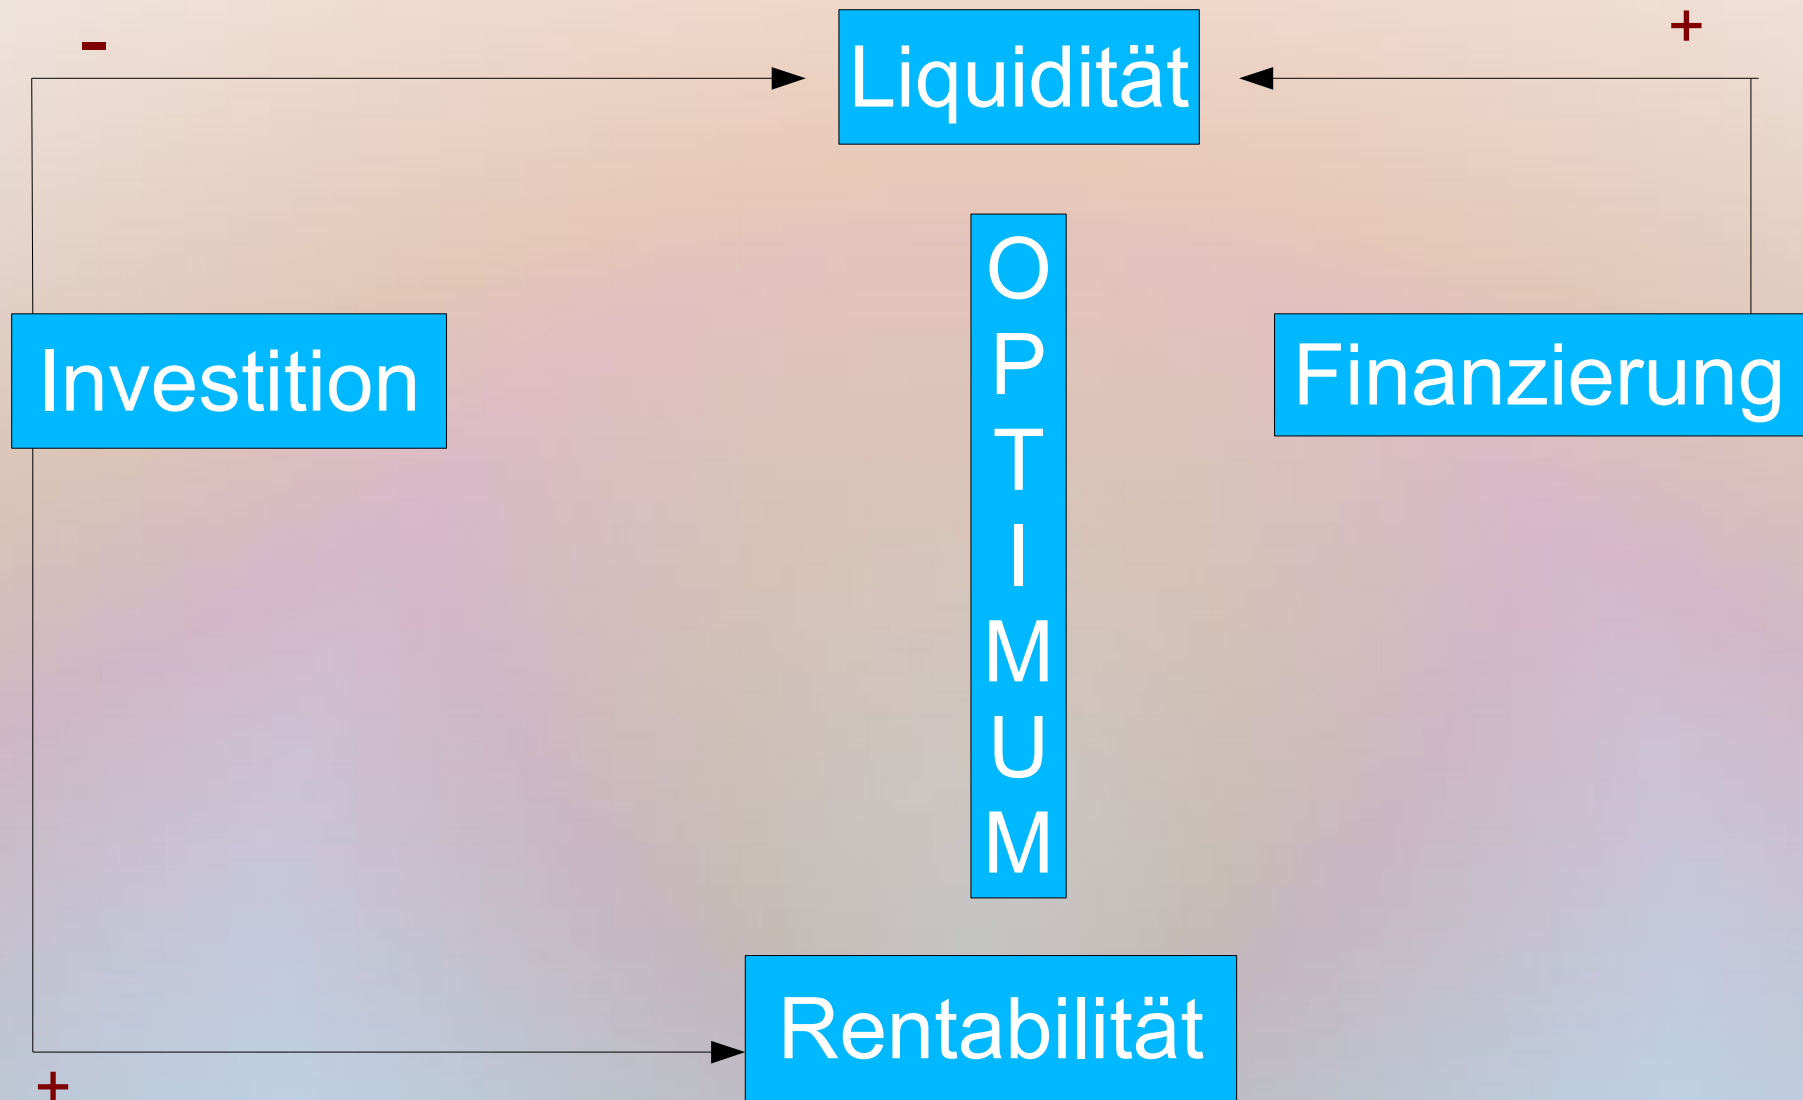 -
+
Liquidität
O
P
T
I
M
U
M
Investition
Finanzierung
Rentabilität
+